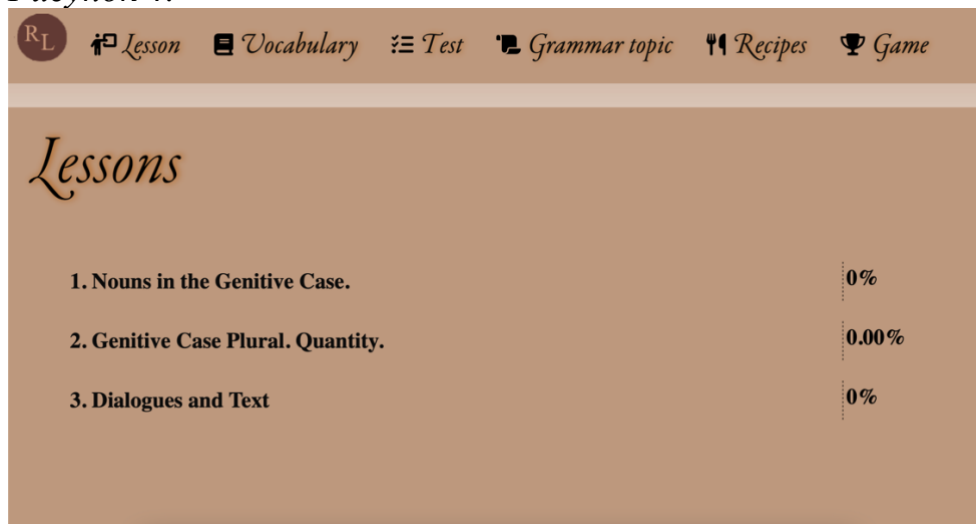 RL Lesson Vocabulary Test Grammar topic Recipes Game
Lessons
1. Nouns in the Genitive Case. 0%
2. Genitive Case Plural. Quantity. 0.00%
3. Dialogues and Text 0%